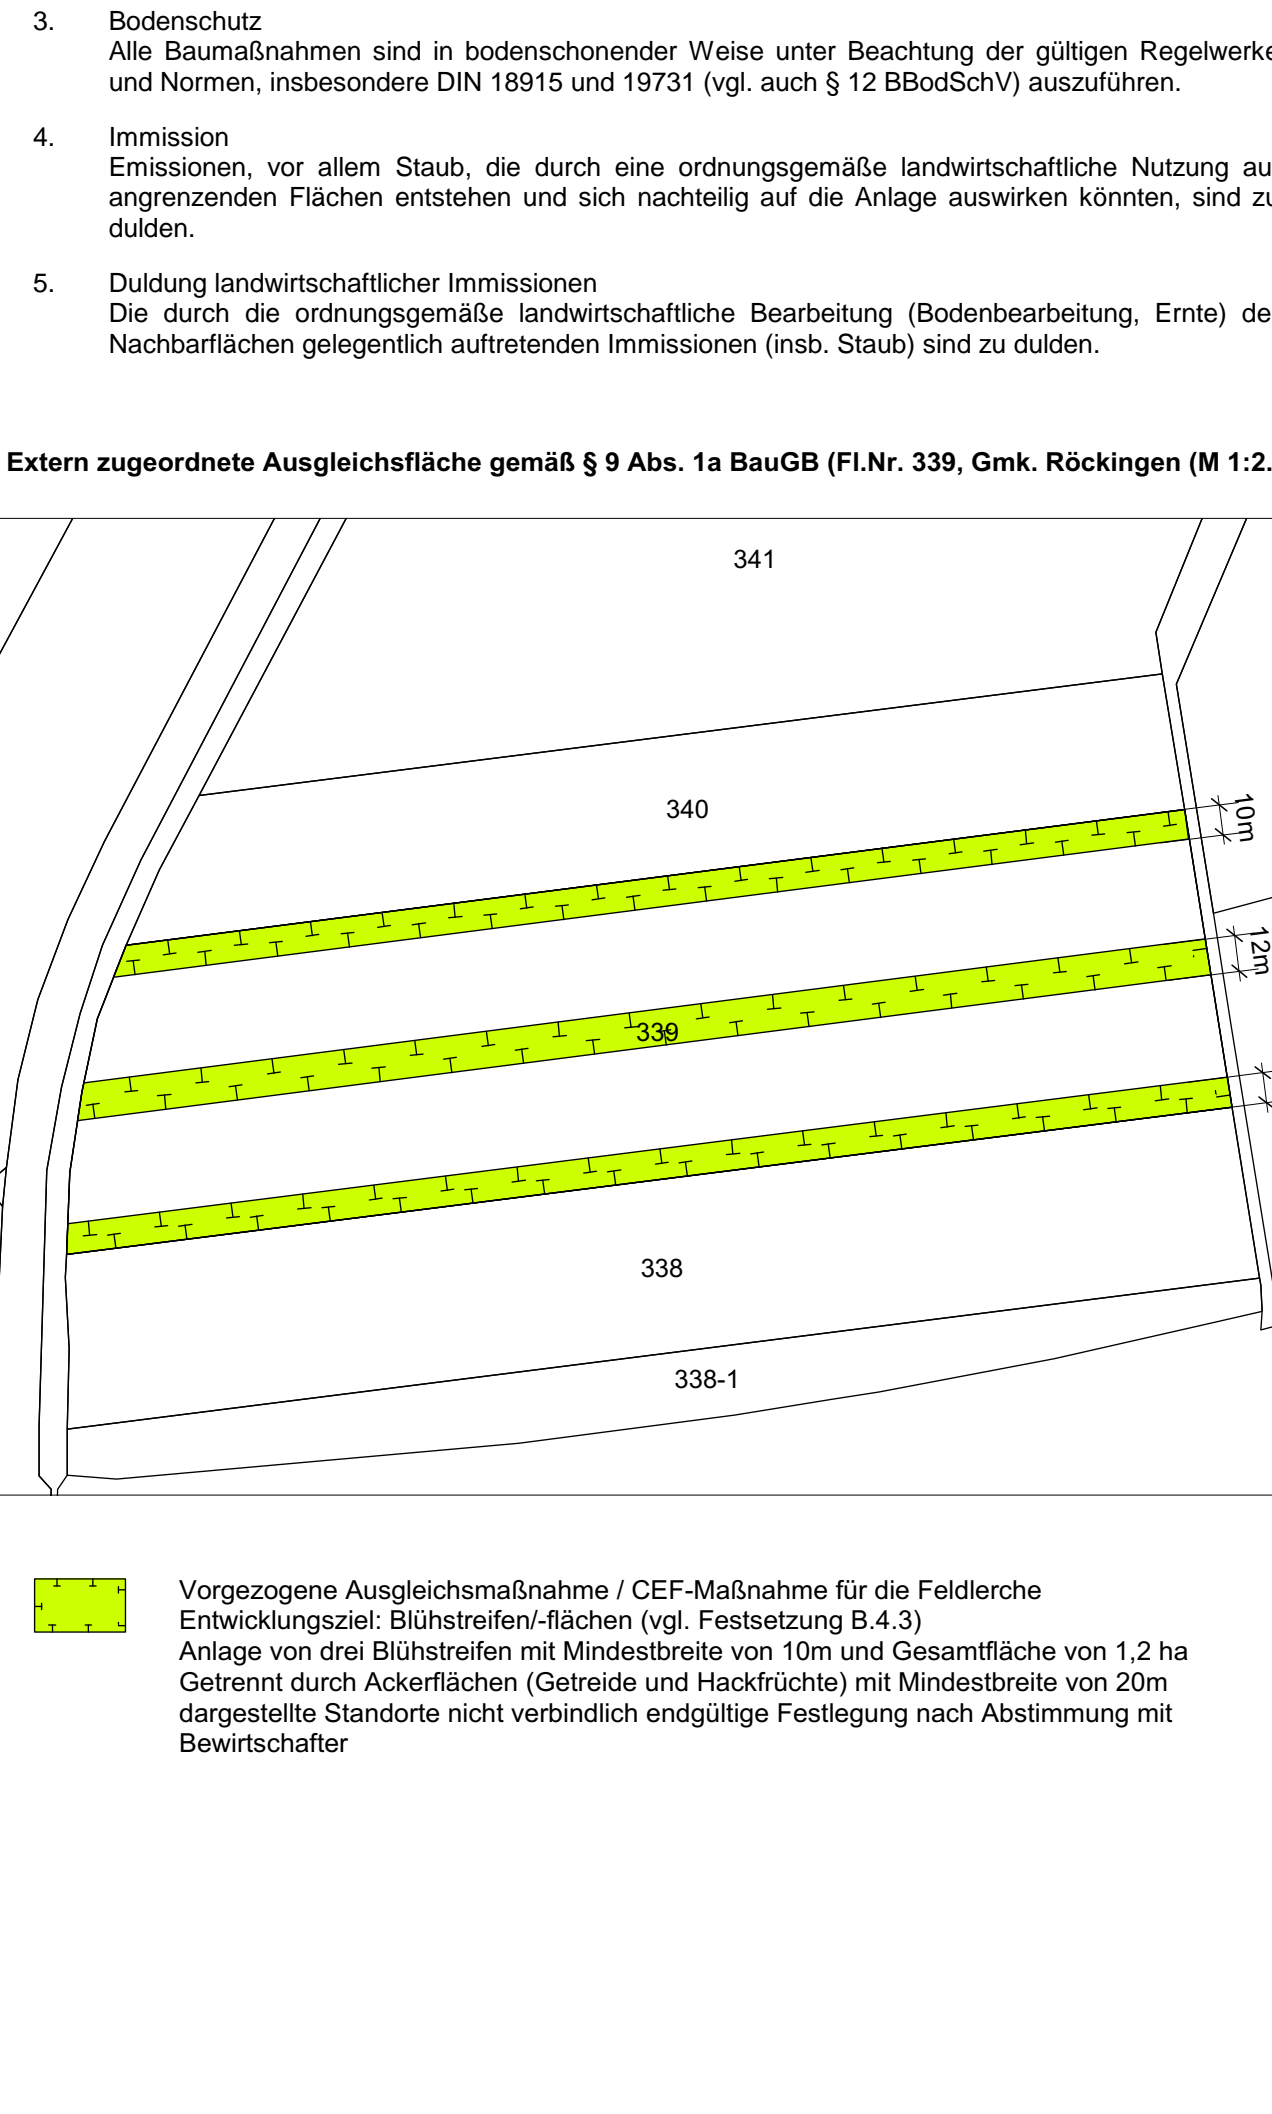 3. Bodenschutz
Alle Baumaßnahmen sind in bodenschonender Weise unter Beachtung der gültigen Regelwerke
und Normen, insbesondere DIN 18915 und 19731 (vgl. auch § 12 BBodSchV) auszuführen.
4. Immission
Emissionen, vor allem Staub, die durch eine ordnungsgemäße landwirtschaftliche Nutzung au
angrenzenden Flächen entstehen und sich nachteilig auf die Anlage auswirken könnten, sind zu
dulden.
5. Duldung landwirtschaftlicher Immissionen
Die durch die ordnungsgemäße landwirtschaftliche Bearbeitung (Bodenbearbeitung, Ernte) de
Nachbarflächen gelegentlich auftretenden Immissionen (insb. Staub) sind zu dulden.
Extern zugeordnete Ausgleichsfläche gemäß § 9 Abs. 1a BauGB (Fl.Nr. 339, Gmk. Röckingen (M 1:2.
341
340
10m
12m
339
338
338-1
Vorgezogene Ausgleichsmaßnahme / CEF-Maßnahme für die Feldlerche
Entwicklungsziel: Blühstreifen/-flächen (vgl. Festsetzung B.4.3)
Anlage von drei Blühstreifen mit Mindestbreite von 10m und Gesamtfläche von 1,2 ha
Getrennt durch Ackerflächen (Getreide und Hackfrüchte) mit Mindestbreite von 20m
dargestellte Standorte nicht verbindlich endgültige Festlegung nach Abstimmung mit
Bewirtschafter